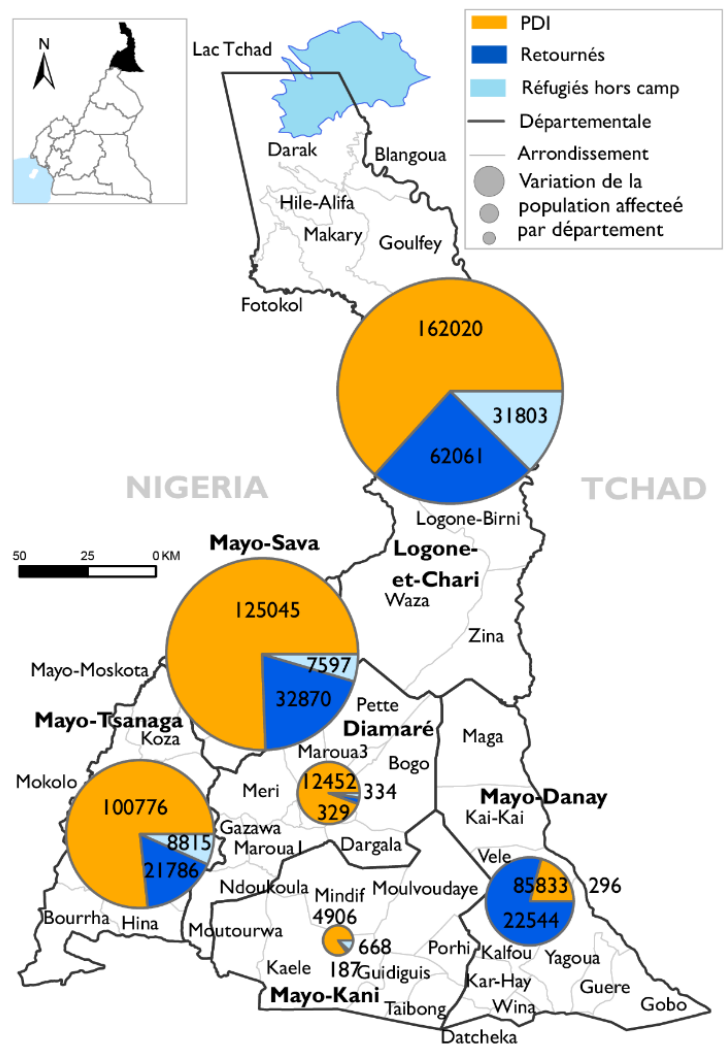 N
PDI
Retournés
Réfugiés hors camp
Départementale
Arrondissement
Variation de la
population affecteé
par département
Lac Tchad
Darak
Blangoua
Hile-Alifa
Makary
Goulfey
Fotokol
162020
31803
62061
NIGERIA
TCHAD
Logone-Birni
Mayo-Sava
Logone-
et-Chari
50 25 0 KM
Waza
125045
Zina
7597
Mayo-Moskota
32870
Pette
Mayo-Tsanaga
Diamaré
Koza
Maga
Maroua3
Bogo
Mokolo
12452
334
Meri
100776
Mayo-Danay
329
Kai-Kai
Gazawa
8815
Maroua1
Dargala
Vele
21786
Ndoukoula
Moulvoudaye
85833
296
Mindif
4906
Bourrha
Hina
Moutourwa
22544
668
Porhi
Kalfou
Yagoua
Kaele
187
Guidiguis
Kar-Hay
Guere
Mayo-Kani
Taibong
Wina
Gobo
Datcheka